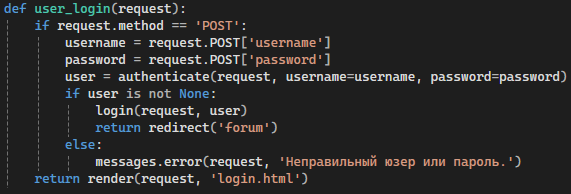 def user_login(request):
    if request.method == 'POST':
        username = request.POST['username']
        password = request.POST['password']
        user = authenticate(request, username=username, password=password)
        if user is not None:
            login(request, user)
            return redirect('forum')
        else:
            messages.error(request, 'Неправильный юзер или пароль.')
    return render(request, 'login.html')